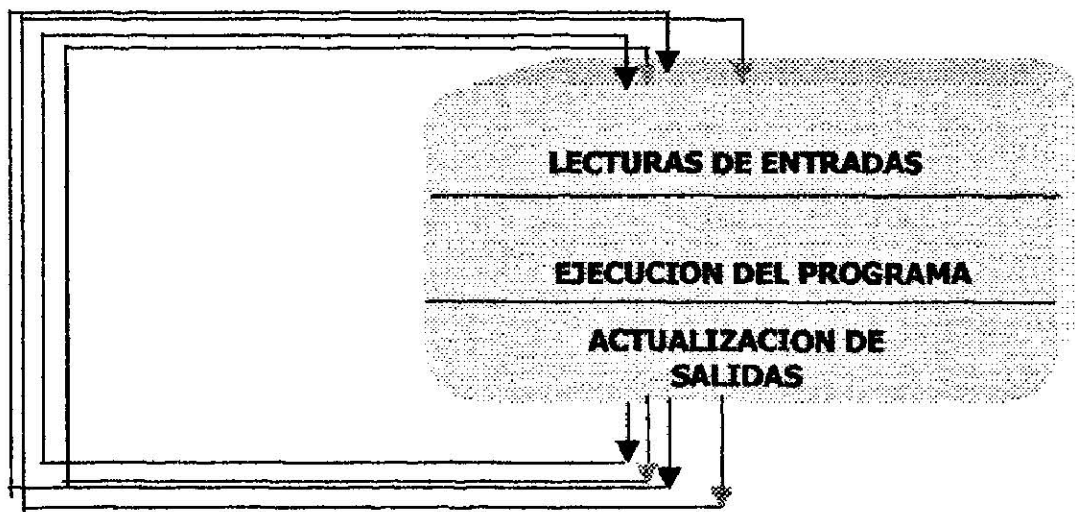 LECTURAS DE ENTRADAS
EJECUCION DEL PROGRAMA
ACTUALIZACION DE
SALIDAS